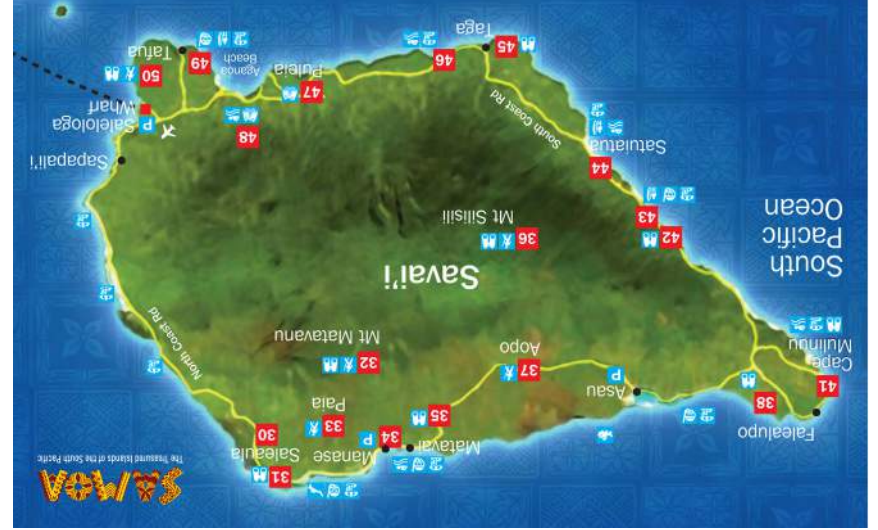 SAMOA
The Treasured Islands of the South Pacific
31
Manase
Saleaula
Matavai
34
P
30
Falealupo
38
35
33
Paia
Asau
P
41
Cape
Mulinuu
37
Aopo
32
Mt Matavanu
North Coast Rd
Savai'i
South
Pacific
Ocean
36
Mt Silisili
42
43
44
Satuiatua
South Coast Rd
Sapapali'i
P
Salelologa
Wharf
48
47
Puleia
46
45
Taga
50
49
Tafua
Aganoa
Beach